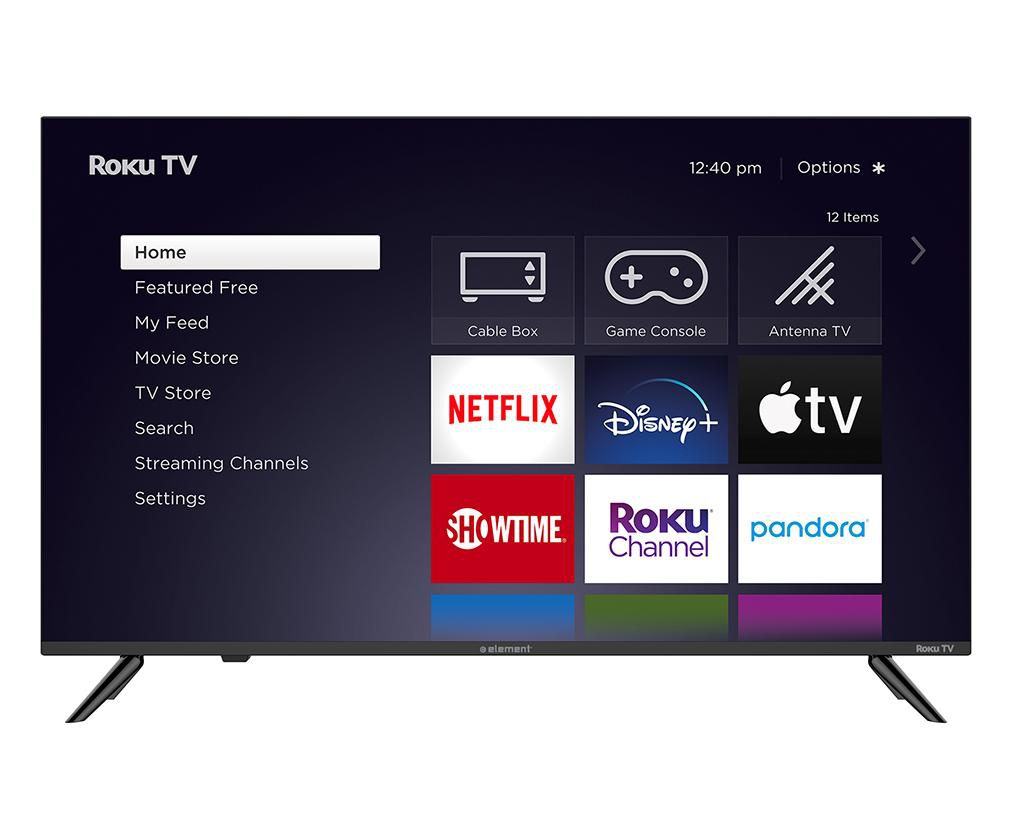 Roku TV
12:40 pm
Options *
12 Items
Home
Featured Free
My Feed
Movie Store
TV Store
Search
Streaming Channels
Settings
Cable Box
Game Console
Antenna TV
NETFLIX
Disney+
tv
SHOWTIME®
Roku
Channel
pandora
element
Roku TV